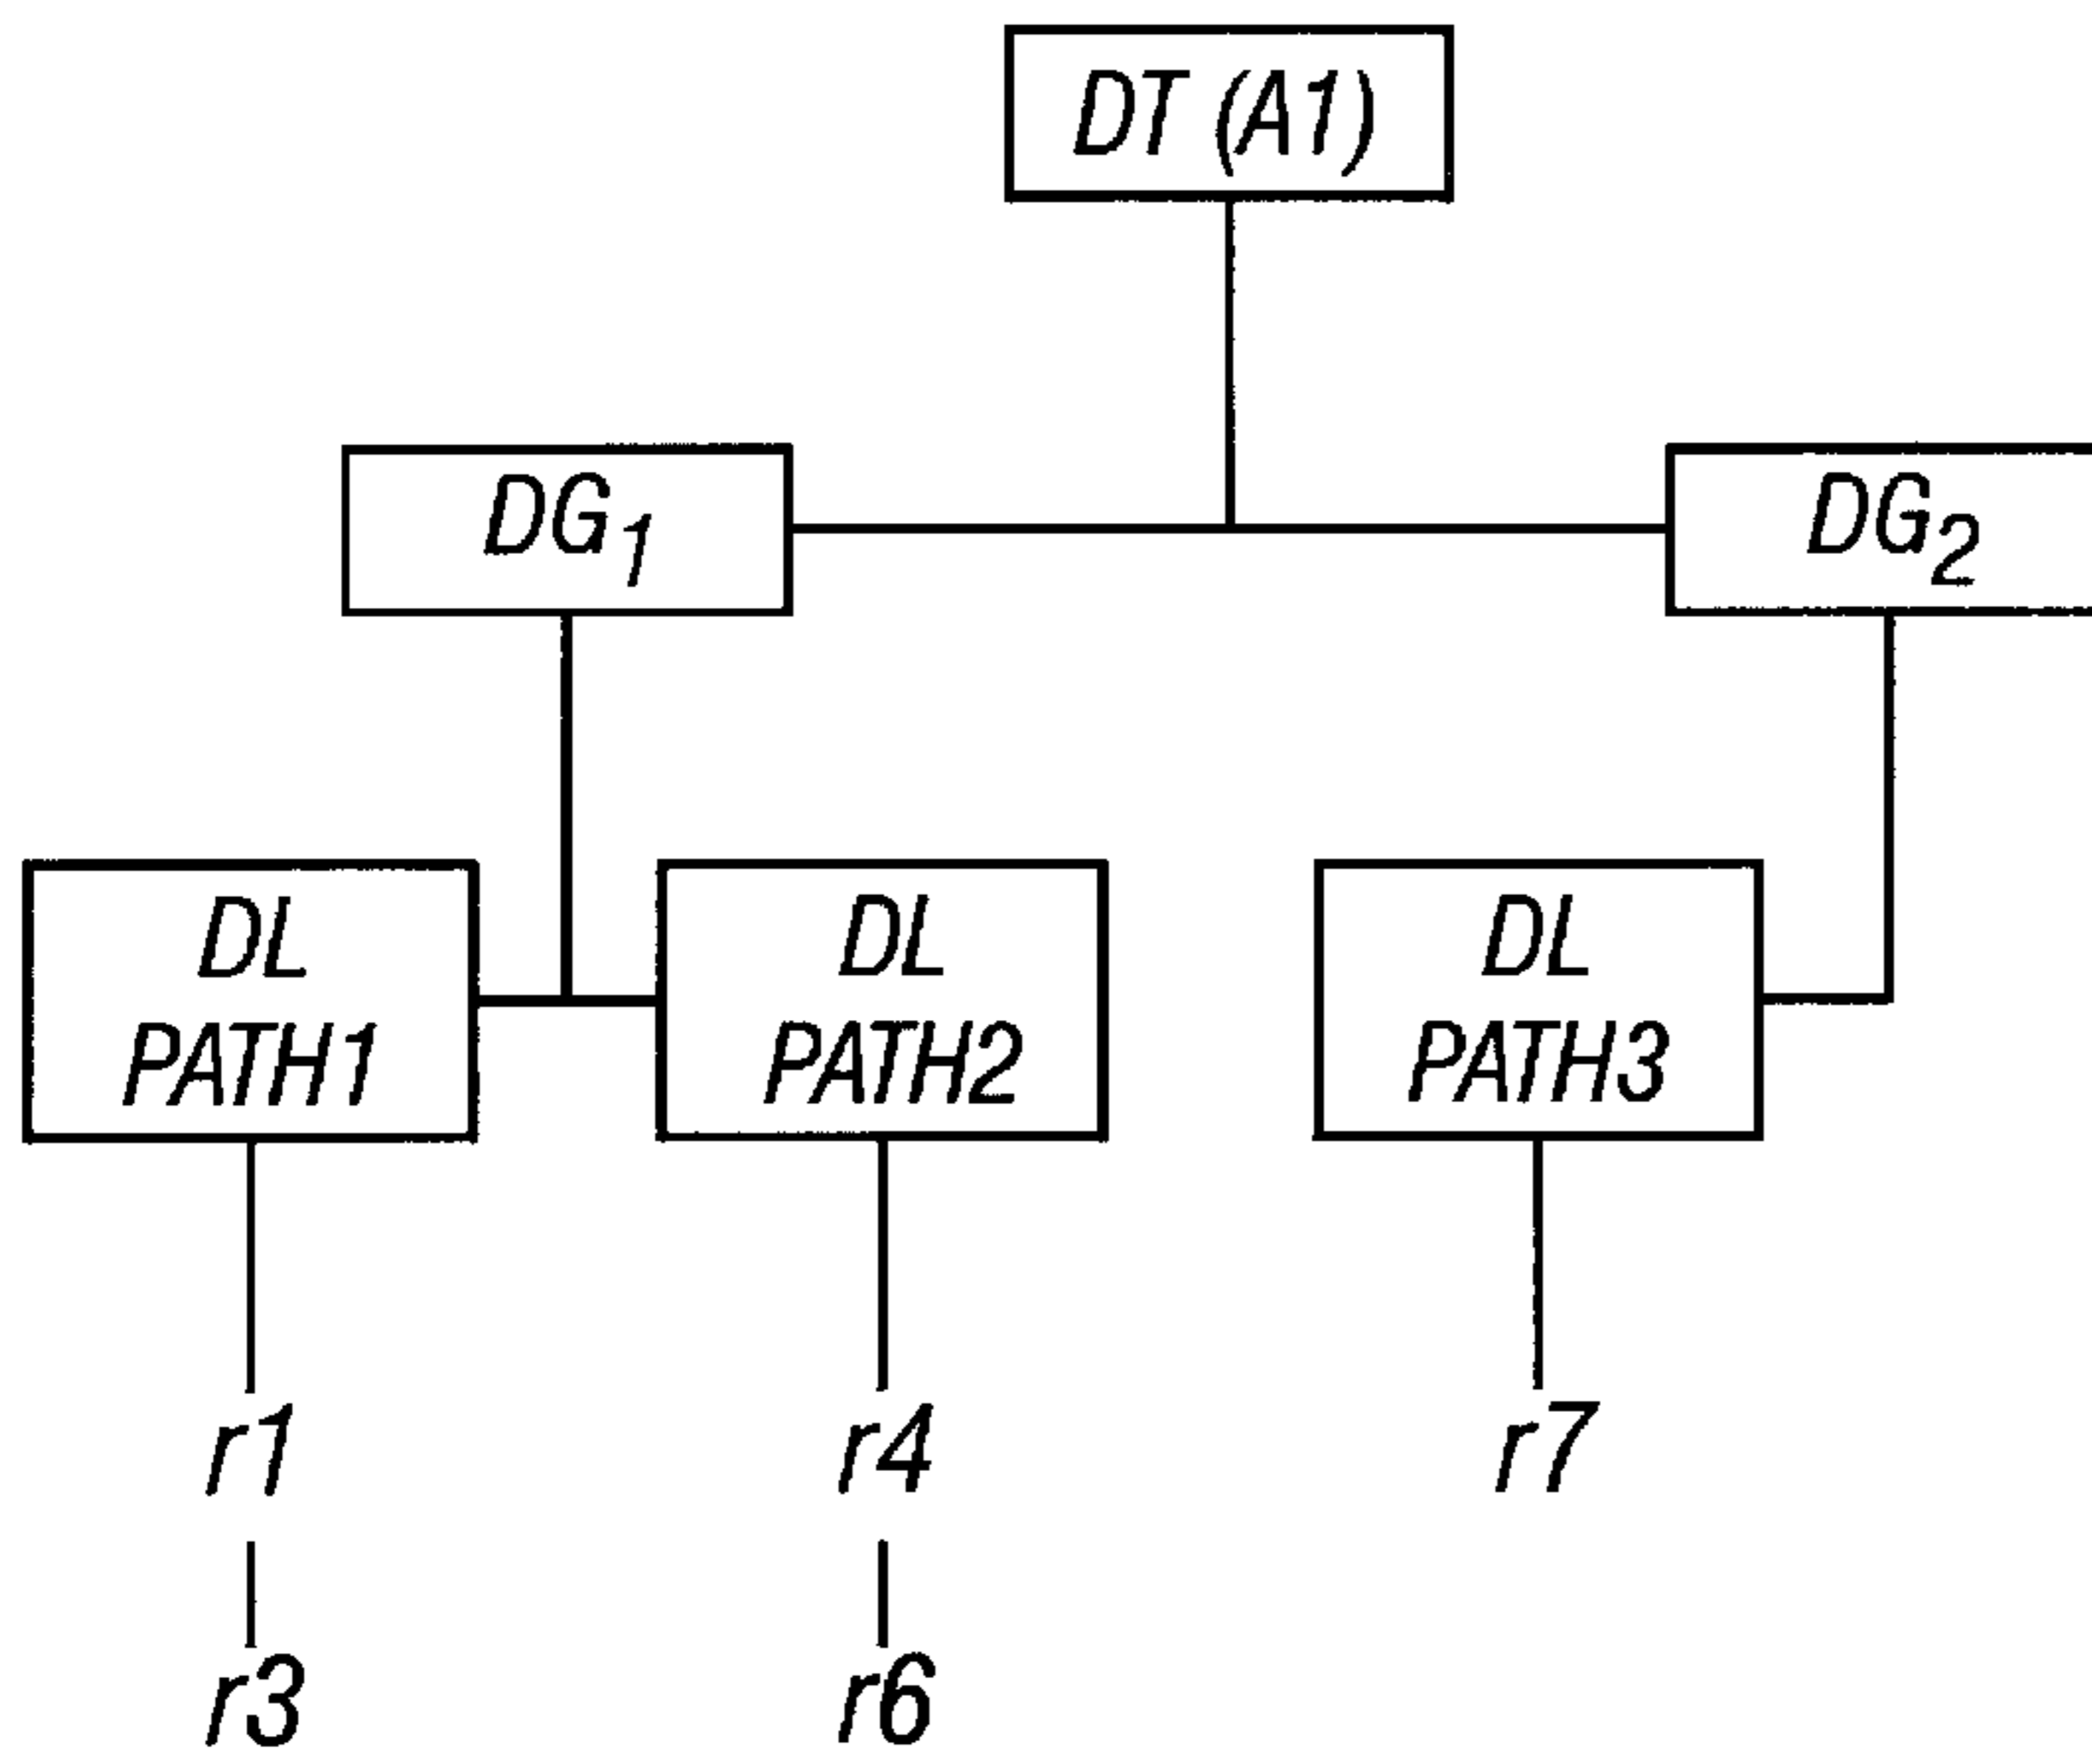 DT (A1)
DG1
DG2
DL
PATH1
DL
PATH2
DL
PATH3
r1
r4
r7
r3
r6